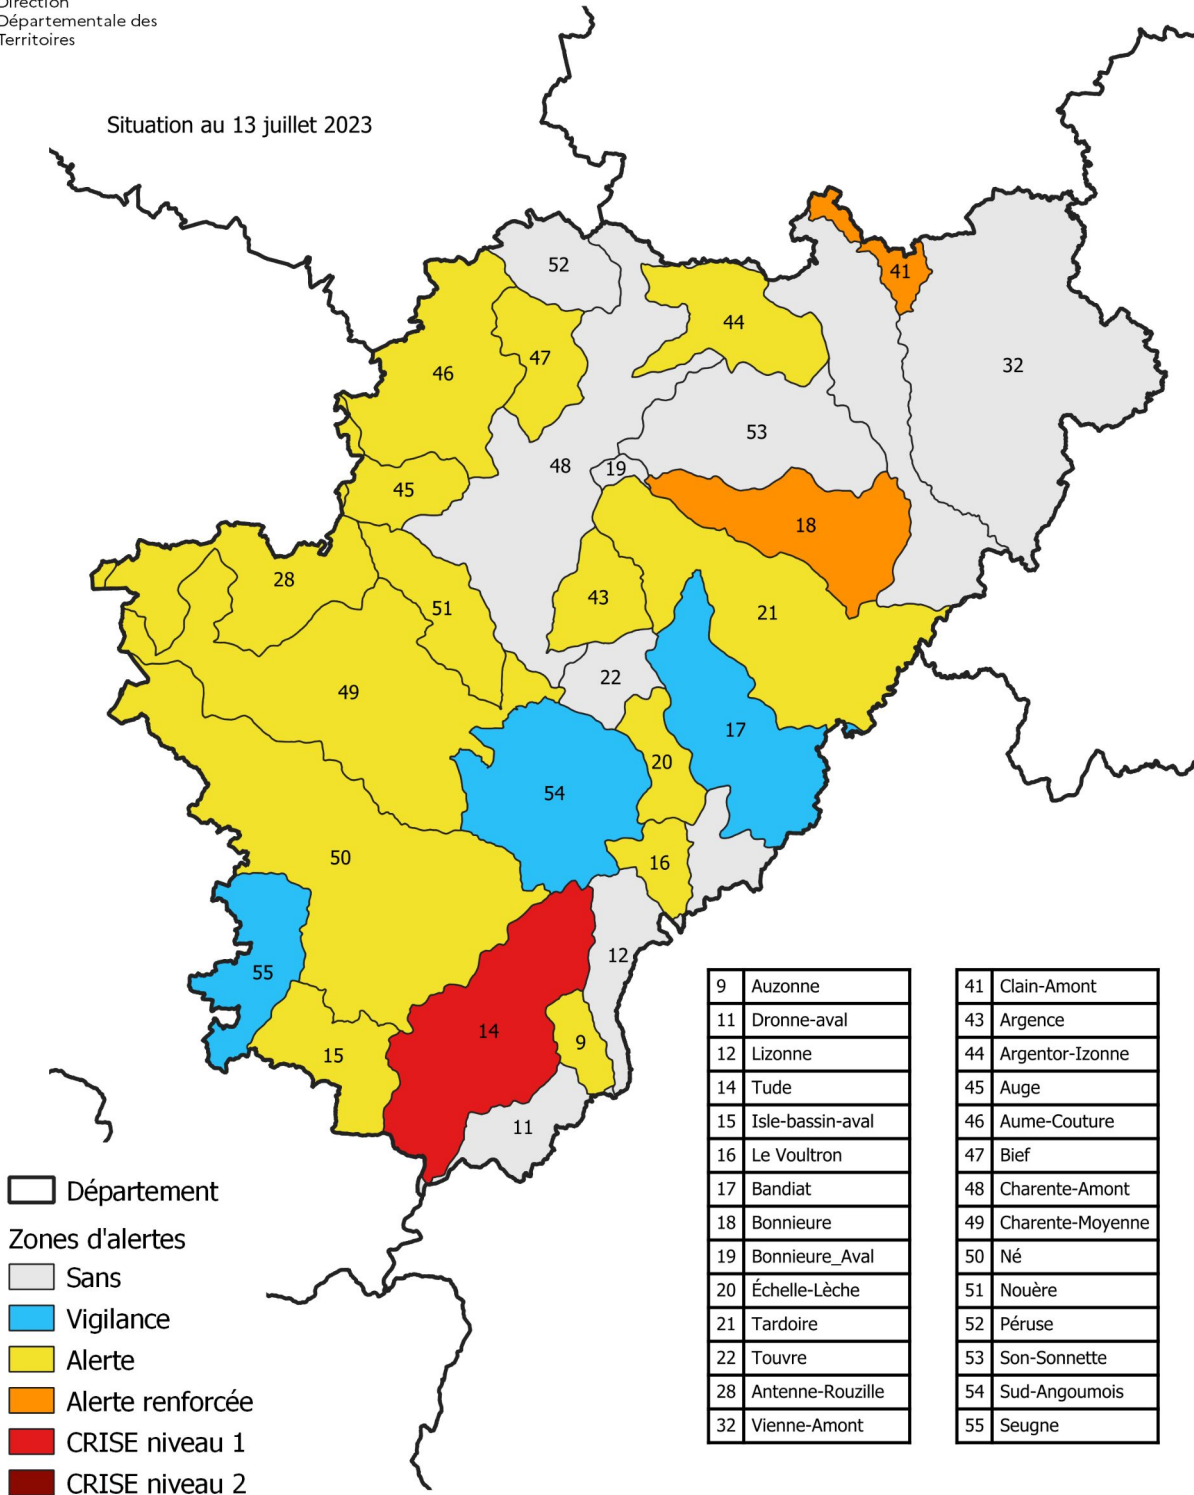 Direction
Départementale des
Territoires
Situation au 13 juillet 2023
52
41
44
47
46
32
53
48
19
45
18
28
51
43
21
22
49
17
20
54
50
16
12
55
14
9
15
11
9 Auzonne
11 Dronne-aval
12 Lizonne
14 Tude
15 Isle-bassin-aval
16 Le Voultron
17 Bandiat
18 Bonnieure
19 Bonnieure_Aval
20 Échelle-Lèche
21 Tardoire
22 Touvre
28 Antenne-Rouzille
32 Vienne-Amont
41 Clain-Amont
43 Argence
44 Argentor-Izonne
45 Auge
46 Aume-Couture
47 Bief
48 Charente-Amont
49 Charente-Moyenne
50 Né
51 Nouère
52 Péruse
53 Son-Sonnette
54 Sud-Angoumois
55 Seugne
Département
Zones d'alertes
Sans
Vigilance
Alerte
Alerte renforcée
CRISE niveau 1
CRISE niveau 2